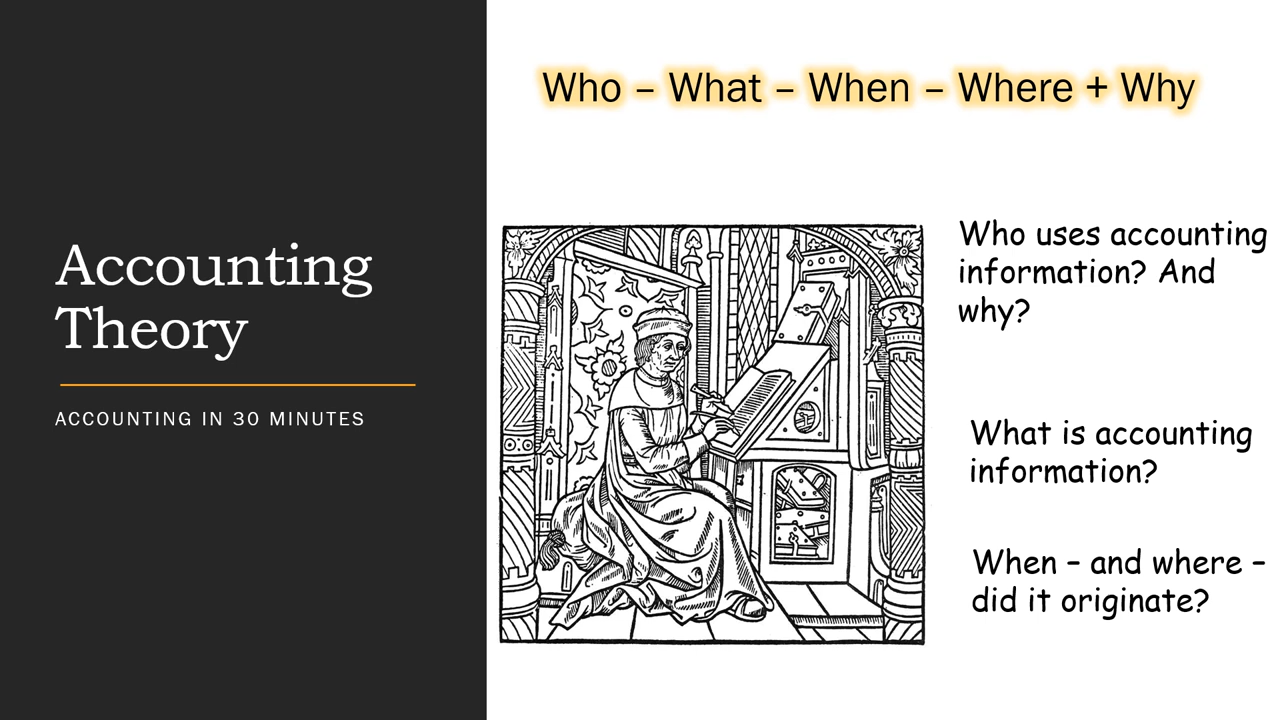 Accounting
Theory
ACCOUNTING IN 30 MINUTES
Who – What – When – Where + Why
Who uses accounting
information? And
why?
What is accounting
information?
When – and where –
did it originate?